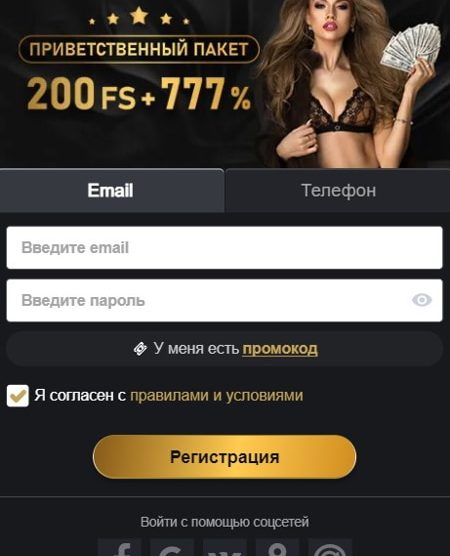 ПРИВЕТСТВЕННЫЙ ПАКЕТ
200 FS + 777 %
Email
Телефон
Введите email
Введите пароль
У меня есть промокод
Я согласен с правилами и условиями
Регистрация
Войти с помощью соцсетей